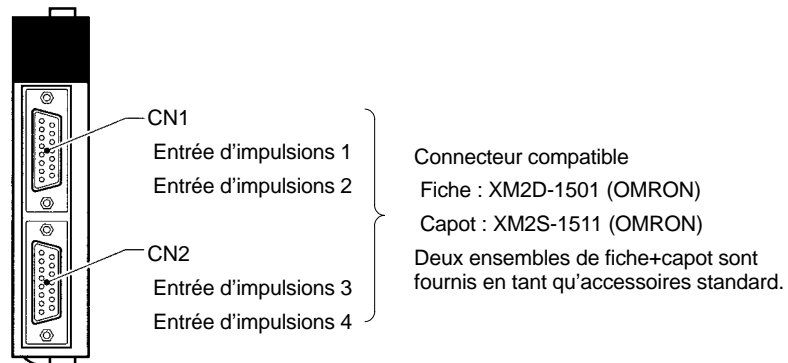 CN1
Entrée d'impulsions 1
Entrée d'impulsions 2
CN2
Entrée d'impulsions 3
Entrée d'impulsions 4
Connecteur compatible
Fiche : XM2D-1501 (OMRON)
Capot : XM2S-1511 (OMRON)
Deux ensembles de fiche+capot sont
fournis en tant qu'accessoires standard.